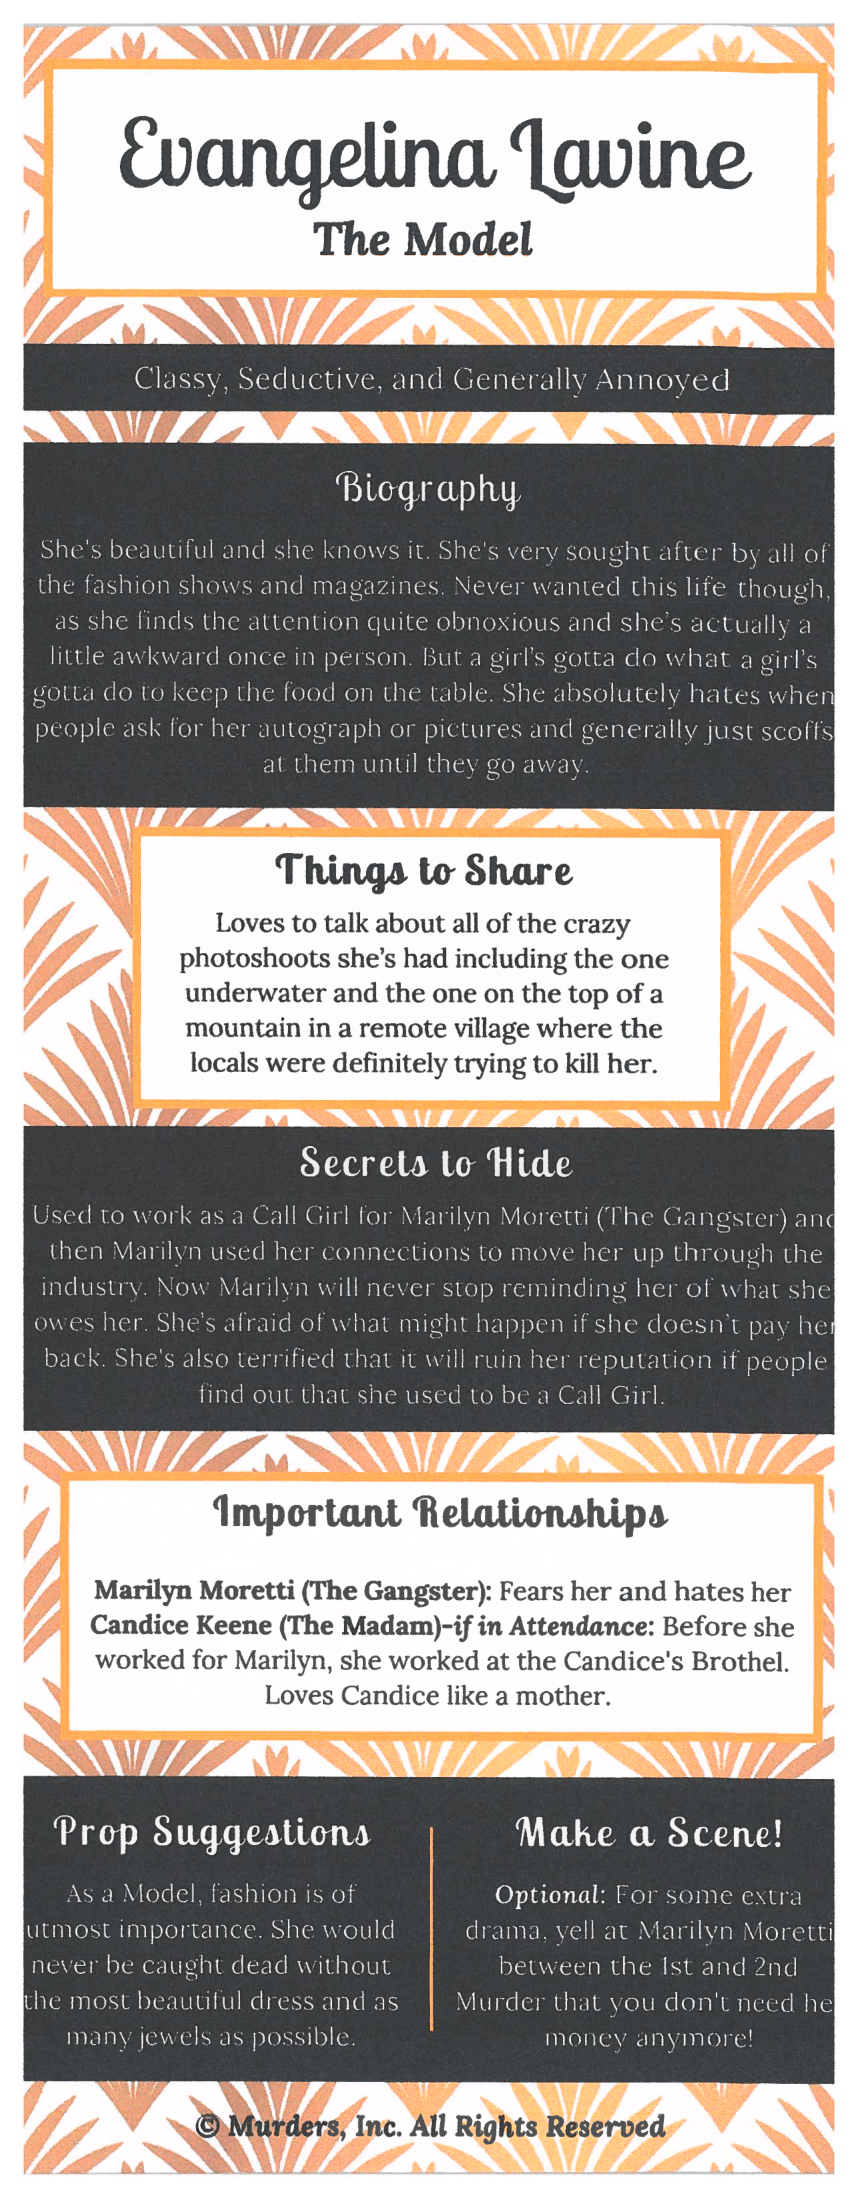 Evangelina Lavine
The Model
Classy, Seductive, and Generally Annoyed
Biography
She's beautiful and she knows it. She's very sought after by all of
the fashion shows and magazines. Never wanted this life though,
as she finds the attention quite obnoxious and she's actually a
little awkward once in person. But a girl's gotta do what a girl's
gotta do to keep the food on the table. She absolutely hates when
people ask for her autograph or pictures and generally just scoffs
at them until they go away.
Things to Share
Loves to talk about all of the crazy
photoshoots she's had including the one
underwater and the one on the top of a
mountain in a remote village where the
locals were definitely trying to kill her.
Secrets to Hide
Used to work as a Call Girl for Marilyn Moretti (The Gangster) and
then Marilyn used her connections to move her up through the
industry. Now Marilyn will never stop reminding her of what she
owes her. She's afraid of what might happen if she doesn't pay her
back. She's also terrified that it will ruin her reputation if people
find out that she used to be a Call Girl.
Important Relationships
Marilyn Moretti (The Gangster): Fears her and hates her
Candice Keene (The Madam)-if in Attendance: Before she
worked for Marilyn, she worked at the Candice's Brothel.
Loves Candice like a mother.
Prop Suggestions
As a Model, fashion is of
utmost importance. She would
never be caught dead without
the most beautiful dress and as
many jewels as possible.
Make a Scene!
Optional: For some extra
drama, yell at Marilyn Moretti
between the 1st and 2nd
Murder that you don't need he
money anymore!
© Murders, Inc. All Rights Reserved